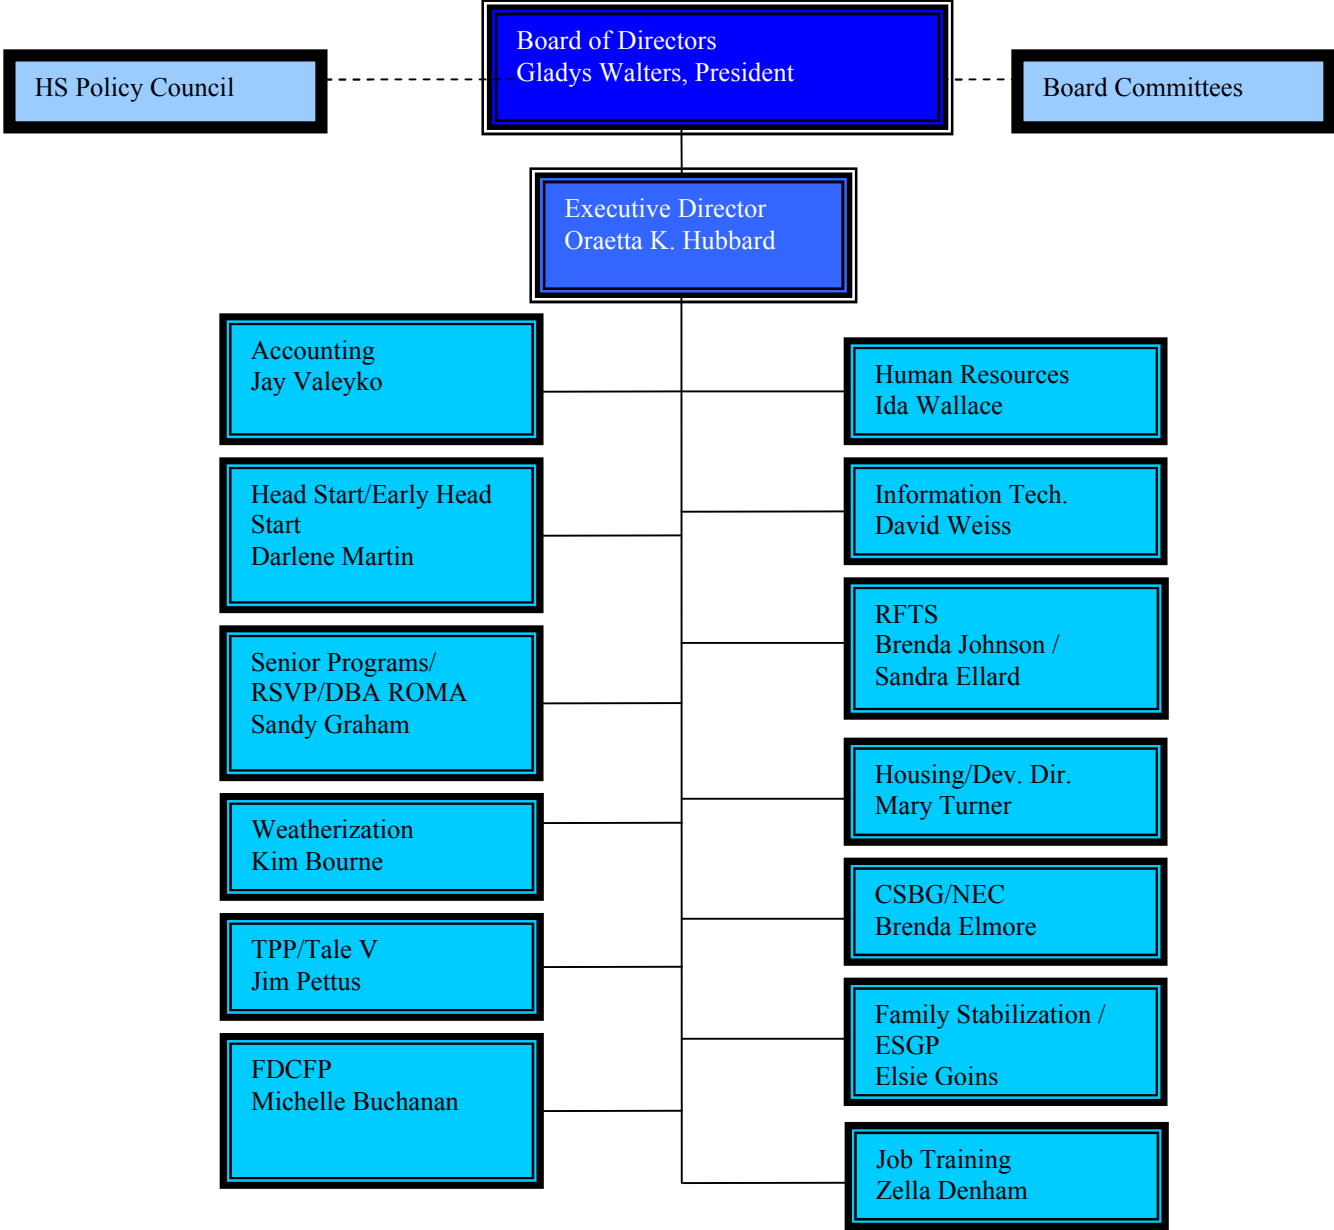 Board of Directors
Gladys Walters, President
HS Policy Council
Board Committees
Executive Director
Oraetta K. Hubbard
Accounting
Jay Valeyko
Human Resources
Ida Wallace
Head Start/Early Head
Start
Darlene Martin
Information Tech.
David Weiss
RFTS
Brenda Johnson /
Sandra Ellard
Senior Programs/
RSVP/DBA ROMA
Sandy Graham
Housing/Dev. Dir.
Mary Turner
Weatherization
Kim Bourne
CSBG/NEC
Brenda Elmore
TPP/Tale V
Jim Pettus
Family Stabilization /
ESGP
Elsie Goins
FDCFP
Michelle Buchanan
Job Training
Zella Denham